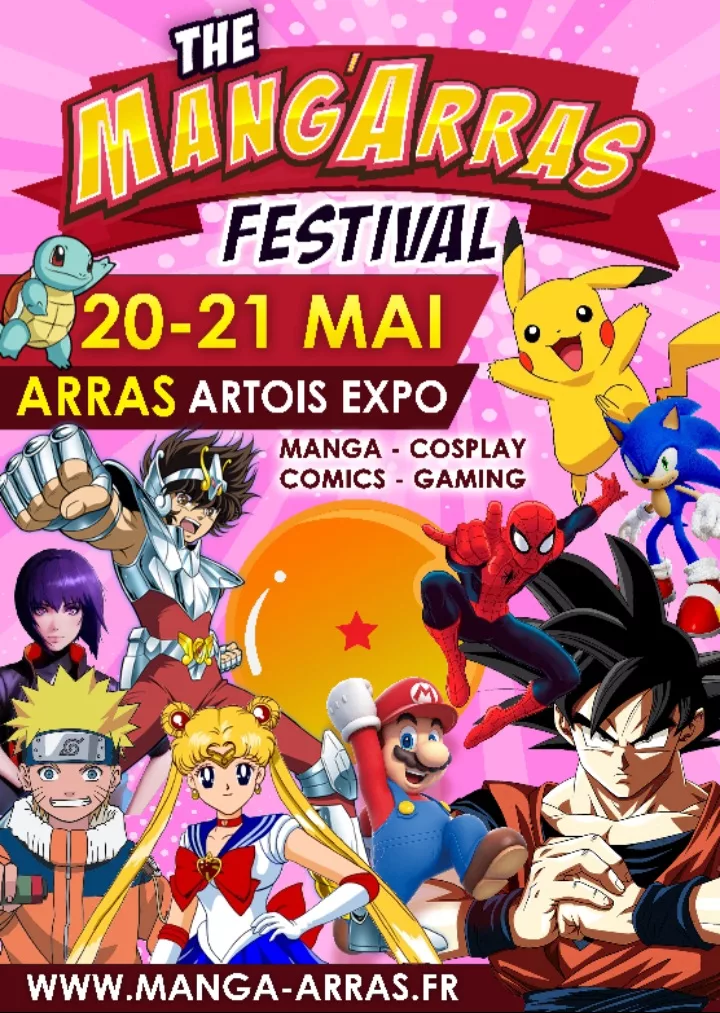 THE
MANG'ARRAS
FESTIVAL
20-21 MAI
ARRAS ARTOIS EXPO
MANGA - COSPLAY
COMICS - GAMING
M
WWW.MANGA-ARRAS.FR